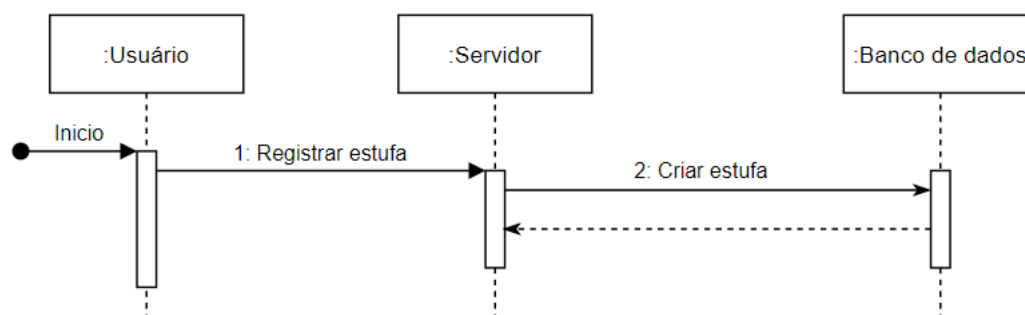 :Usuário
:Servidor
:Banco de dados
Inicio
1: Registrar estufa
2: Criar estufa